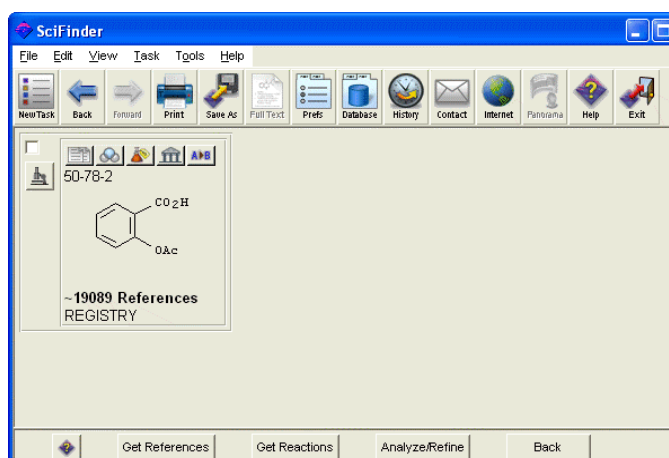 SciFinder
File Edit View Task Tools Help
New Task Back Forward Print Save As Full Text Prefs Database History Contact Internet Panorama Help Exit
A▶B
50-78-2
CO2H
OAc
~19089 References
REGISTRY
Get References Get Reactions Analyze/Refine Back